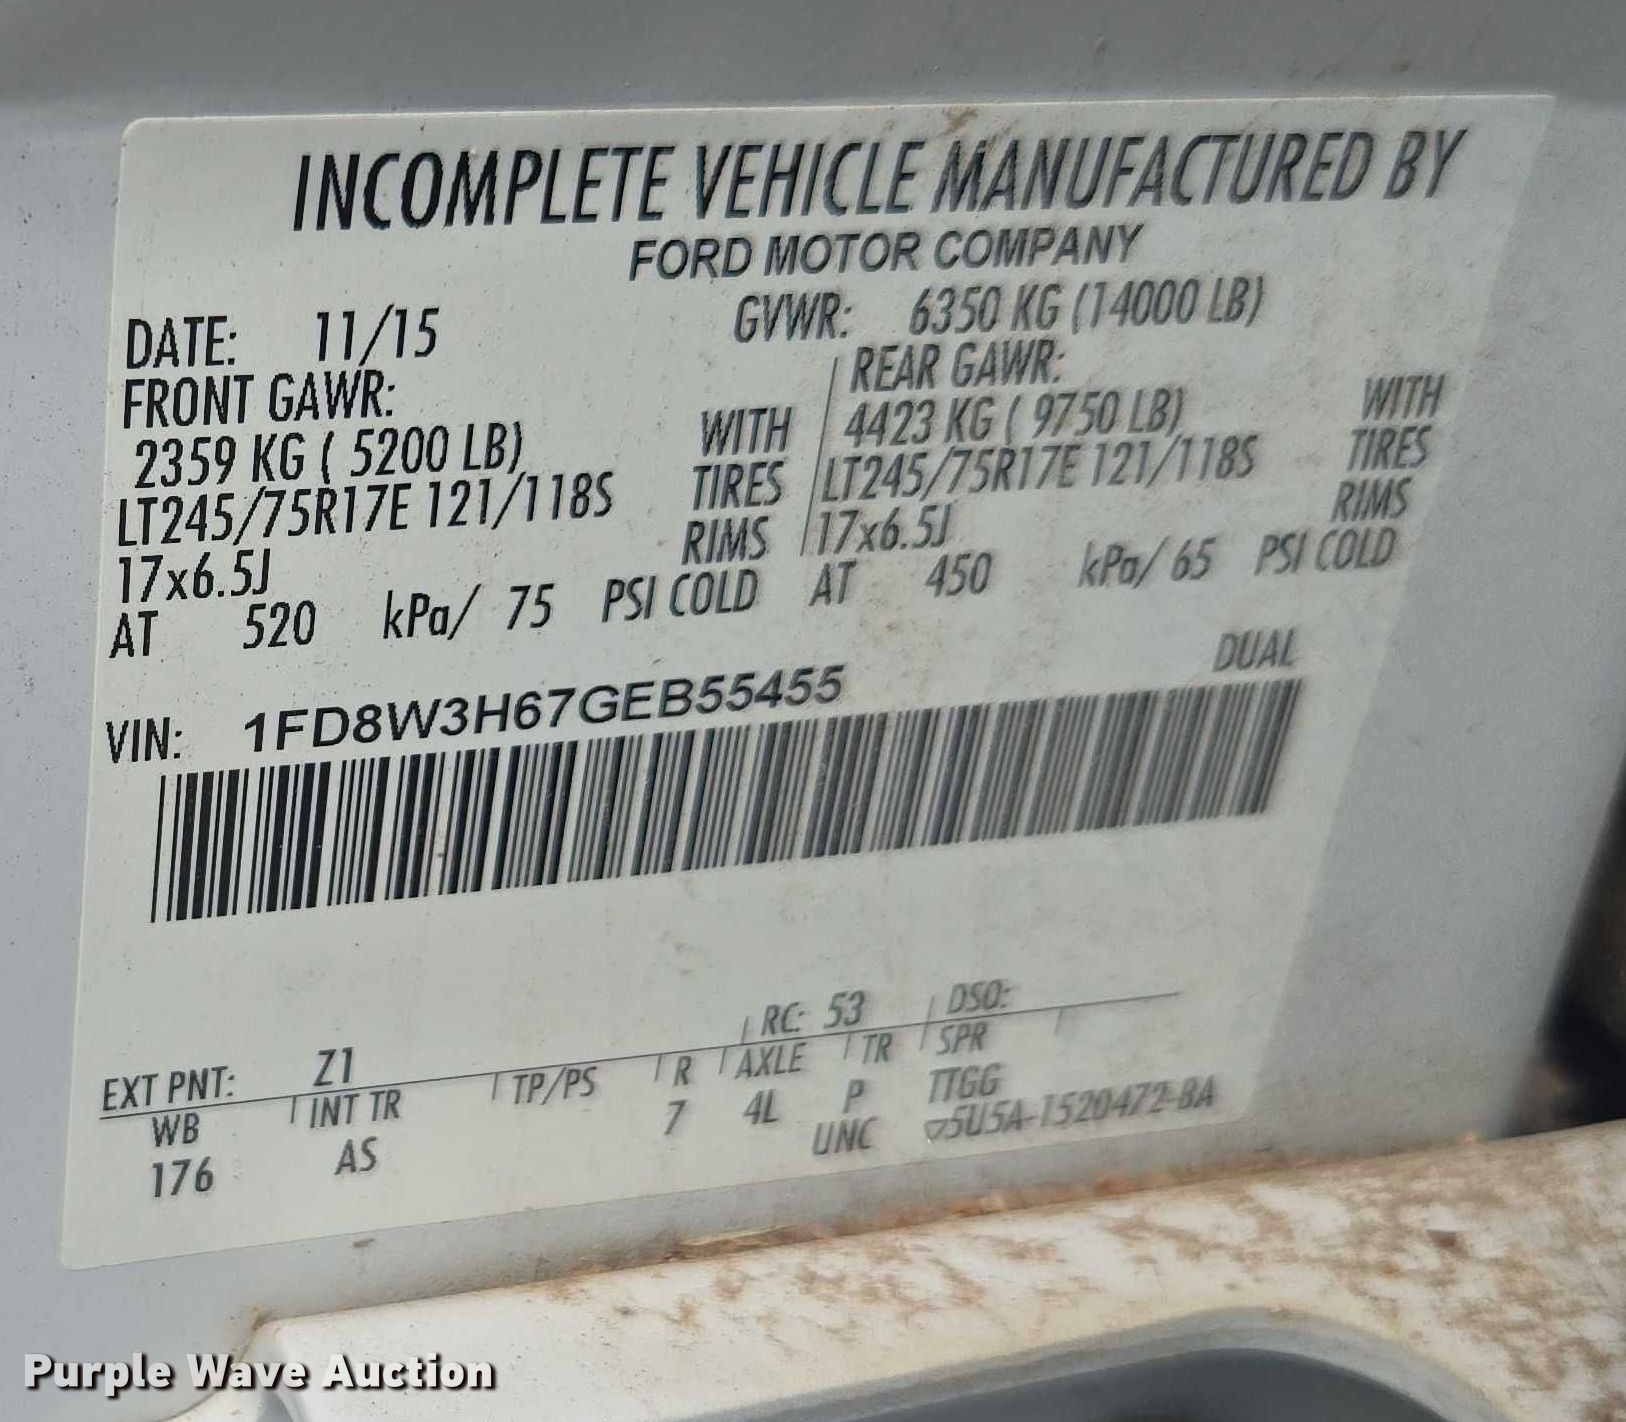 INCOMPLETE VEHICLE MANUFACTURED BY
FORD MOTOR COMPANY
DATE: 11/15 GVWR: 6350 KG (14000 LB)
FRONT GAWR: REAR GAWR:
2359 KG ( 5200 LB) WITH 4423 KG ( 9750 LB) WITH
LT245/75R17E 121/118S TIRES LT245/75R17E 121/118S TIRES
17x6.5J RIMS 17x6.5J RIMS
AT 520 kPa/ 75 PSI COLD AT 450 kPa/ 65 PSI COLD
DUAL
VIN: 1FD8W3H67GEB55455
EXT PNT: Z1 RC: 53 DSO:
WB INT TR TP/PS R AXLE TR SPR
176 AS 7 4L P TTGG
UNC 5U5A-1520472-BA
Purple Wave Auction